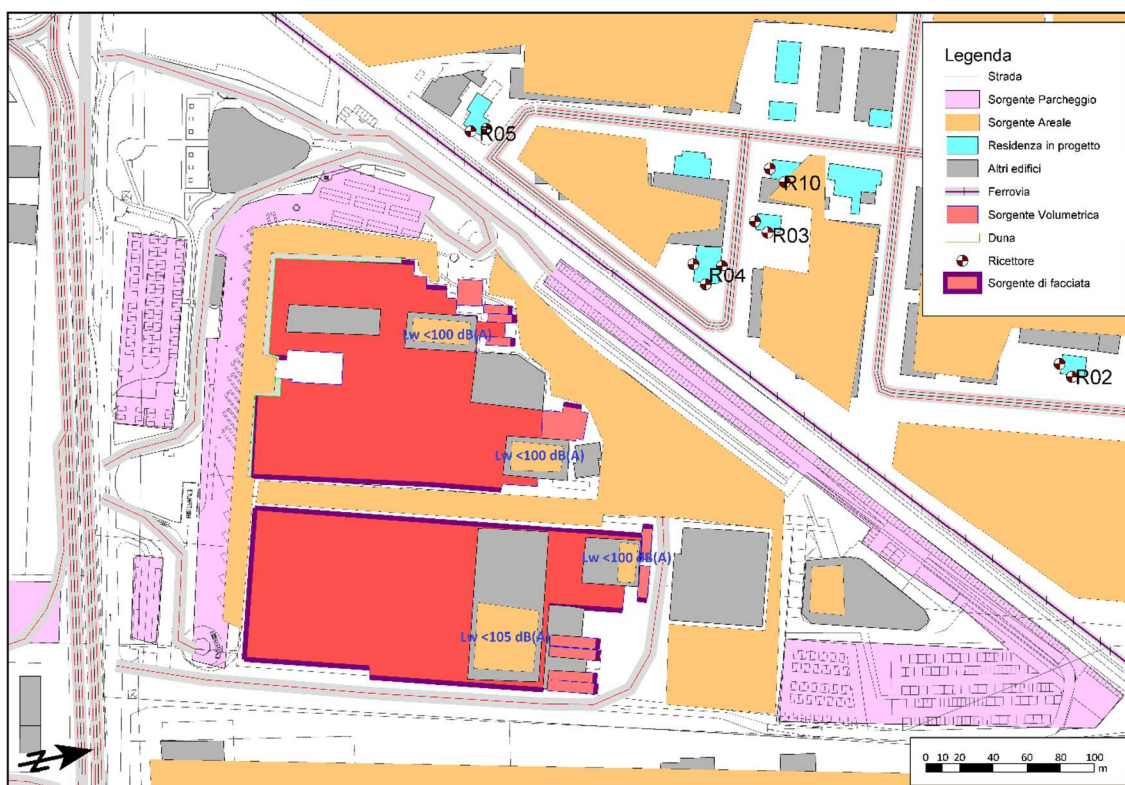 Legenda
Strada
Sorgente Parcheggio
Sorgente Areale
Residenza in progetto
Altri edifici
Ferrovia
Sorgente Volumetrica
Duna
Ricettore
Sorgente di facciata
R05
R10
R03
R04
R02
Lw <100 dB(A)
Lw <100 dB(A)
Lw <100 dB(A)
Lw <105 dB(A)
N
0 10 20 40 60 80 100
m